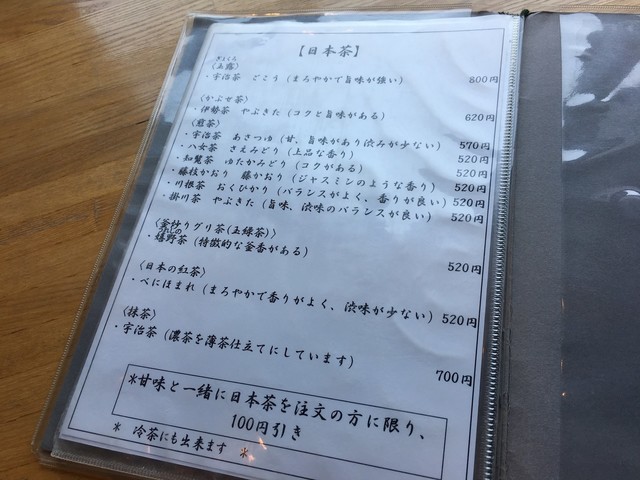 【日本茶】
ぎょくろ
〈玉露〉
・宇治茶 ごこう(まろやかで旨味が強い) 800円
〈かぶせ茶〉
・伊勢茶 やぶきた(コクと旨味がある) 620円
〈煎茶〉
・宇治茶 あさつゆ(甘、旨味があり渋みが少ない) 570円
・八女茶 さえみどり(上品な香り) 520円
・知覧茶 ゆたかみどり(コクがある) 520円
・藤枝かおり 藤かおり(ジャスミンのような香り) 520円
・川根茶 おくひかり(バランスがよく、香りが良い) 520円
・掛川茶 やぶきた(旨味、渋味のバランスが良い) 520円
〈釜炒りグリ茶(玉緑茶)〉
うれしの
・嬉野茶(特徴的な釜香がある) 520円
〈日本の紅茶〉
・べにほまれ(まろやかで香りがよく、渋味が少ない) 520円
〈抹茶〉
・宇治茶(濃茶を薄茶仕立てにしています) 700円
※甘味と一緒に日本茶を注文の方に限り、
100円引き
* 冷茶にも出来ます *